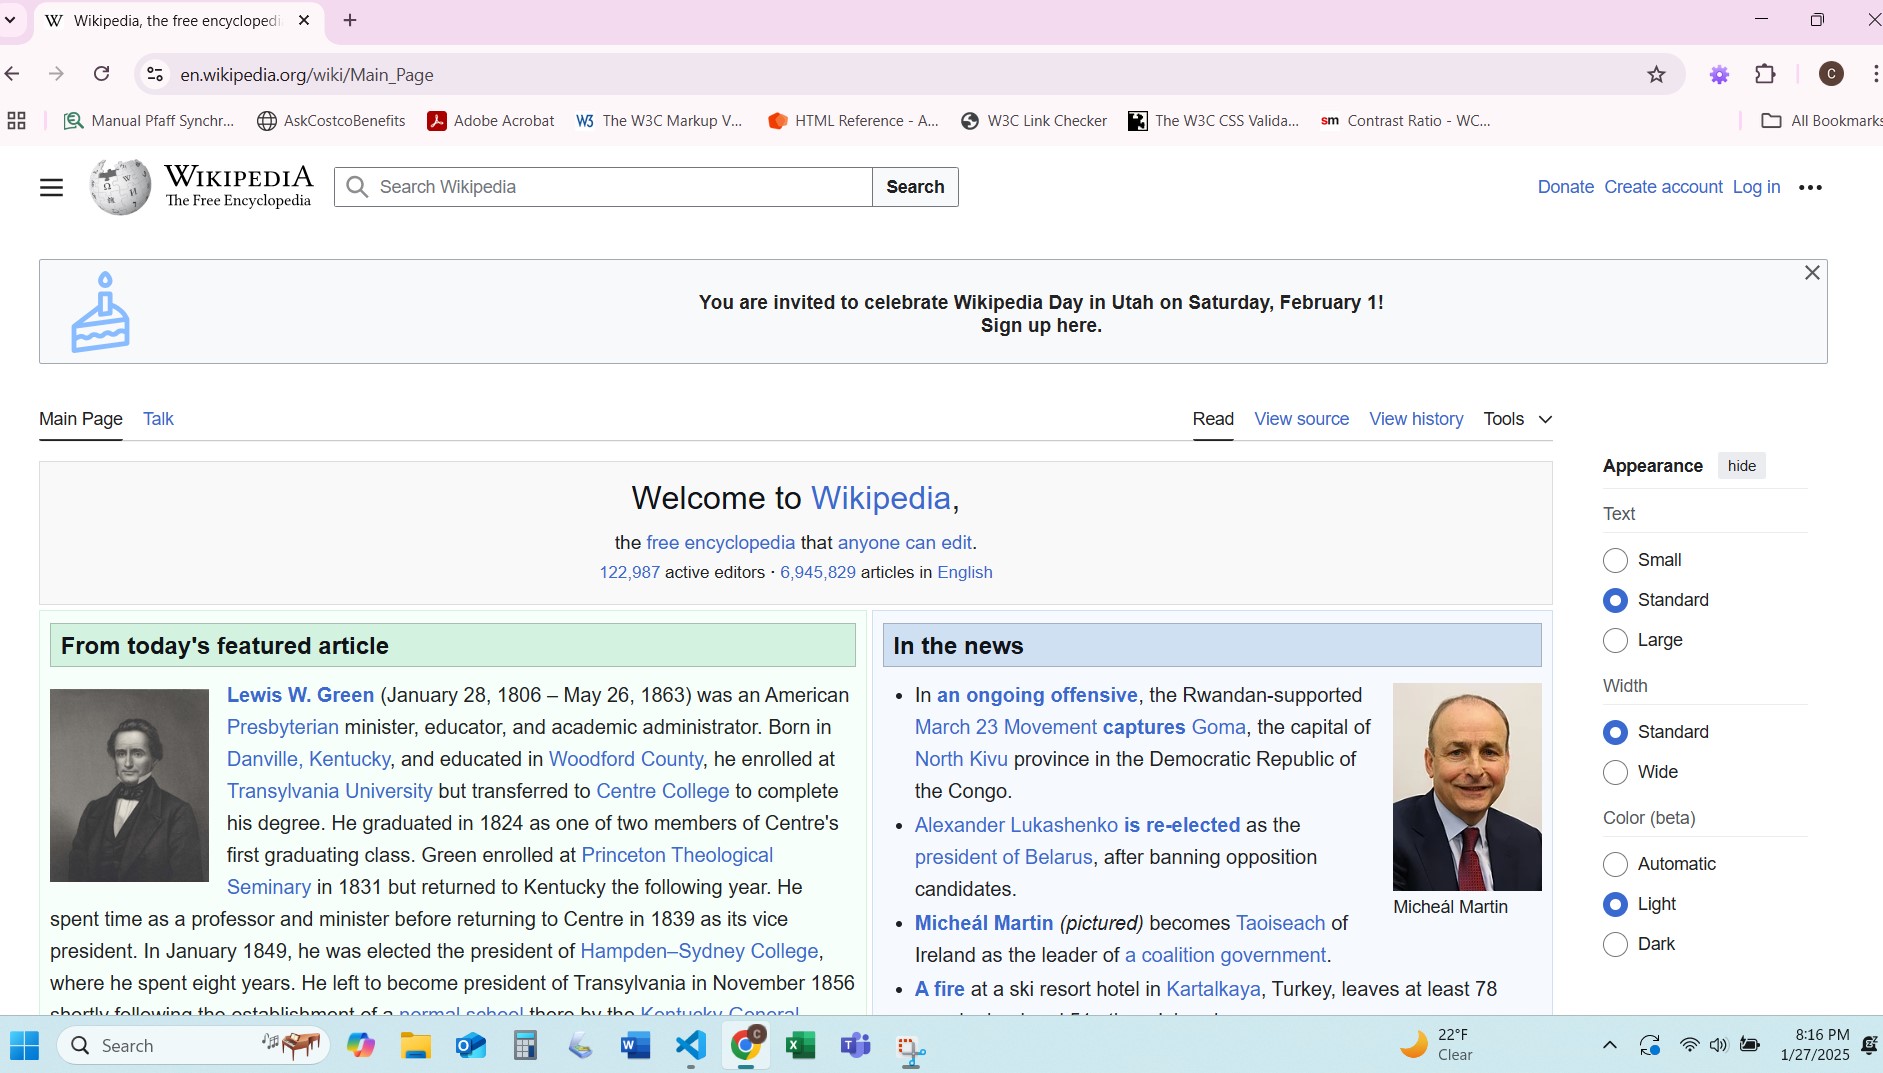 Wikipedia, the free encyclopedi
en.wikipedia.org/wiki/Main_Page
C
Manual Pfaff Synchr...
AskCostcoBenefits
Adobe Acrobat
W3 The W3C Markup V...
HTML Reference - A...
W3C Link Checker
The W3C CSS Valida...
sm Contrast Ratio - WC...
All Bookmarks
WIKIPEDIA
The Free Encyclopedia
Search Wikipedia
Search
Donate Create account Log in
You are invited to celebrate Wikipedia Day in Utah on Saturday, February 1!
Sign up here.
Main Page Talk
Read View source View history Tools
Welcome to Wikipedia,
the free encyclopedia that anyone can edit.
122,987 active editors · 6,945,829 articles in English
From today's featured article
Lewis W. Green (January 28, 1806 – May 26, 1863) was an American
Presbyterian minister, educator, and academic administrator. Born in
Danville, Kentucky, and educated in Woodford County, he enrolled at
Transylvania University but transferred to Centre College to complete
his degree. He graduated in 1824 as one of two members of Centre's
first graduating class. Green enrolled at Princeton Theological
Seminary in 1831 but returned to Kentucky the following year. He
spent time as a professor and minister before returning to Centre in 1839 as its vice
president. In January 1849, he was elected the president of Hampden–Sydney College,
where he spent eight years. He left to become president of Transylvania in November 1856
shortly following the establishment of a normal school there by the Kentucky General
In the news
• In an ongoing offensive, the Rwandan-supported
March 23 Movement captures Goma, the capital of
North Kivu province in the Democratic Republic of
the Congo.
• Alexander Lukashenko is re-elected as the
president of Belarus, after banning opposition
candidates.
• Micheál Martin (pictured) becomes Taoiseach of
Ireland as the leader of a coalition government.
• A fire at a ski resort hotel in Kartalkaya, Turkey, leaves at least 78
Micheál Martin
Appearance hide
Text
Small
Standard
Large
Width
Standard
Wide
Color (beta)
Automatic
Light
Dark
Search
22°F
Clear
8:16 PM
1/27/2025